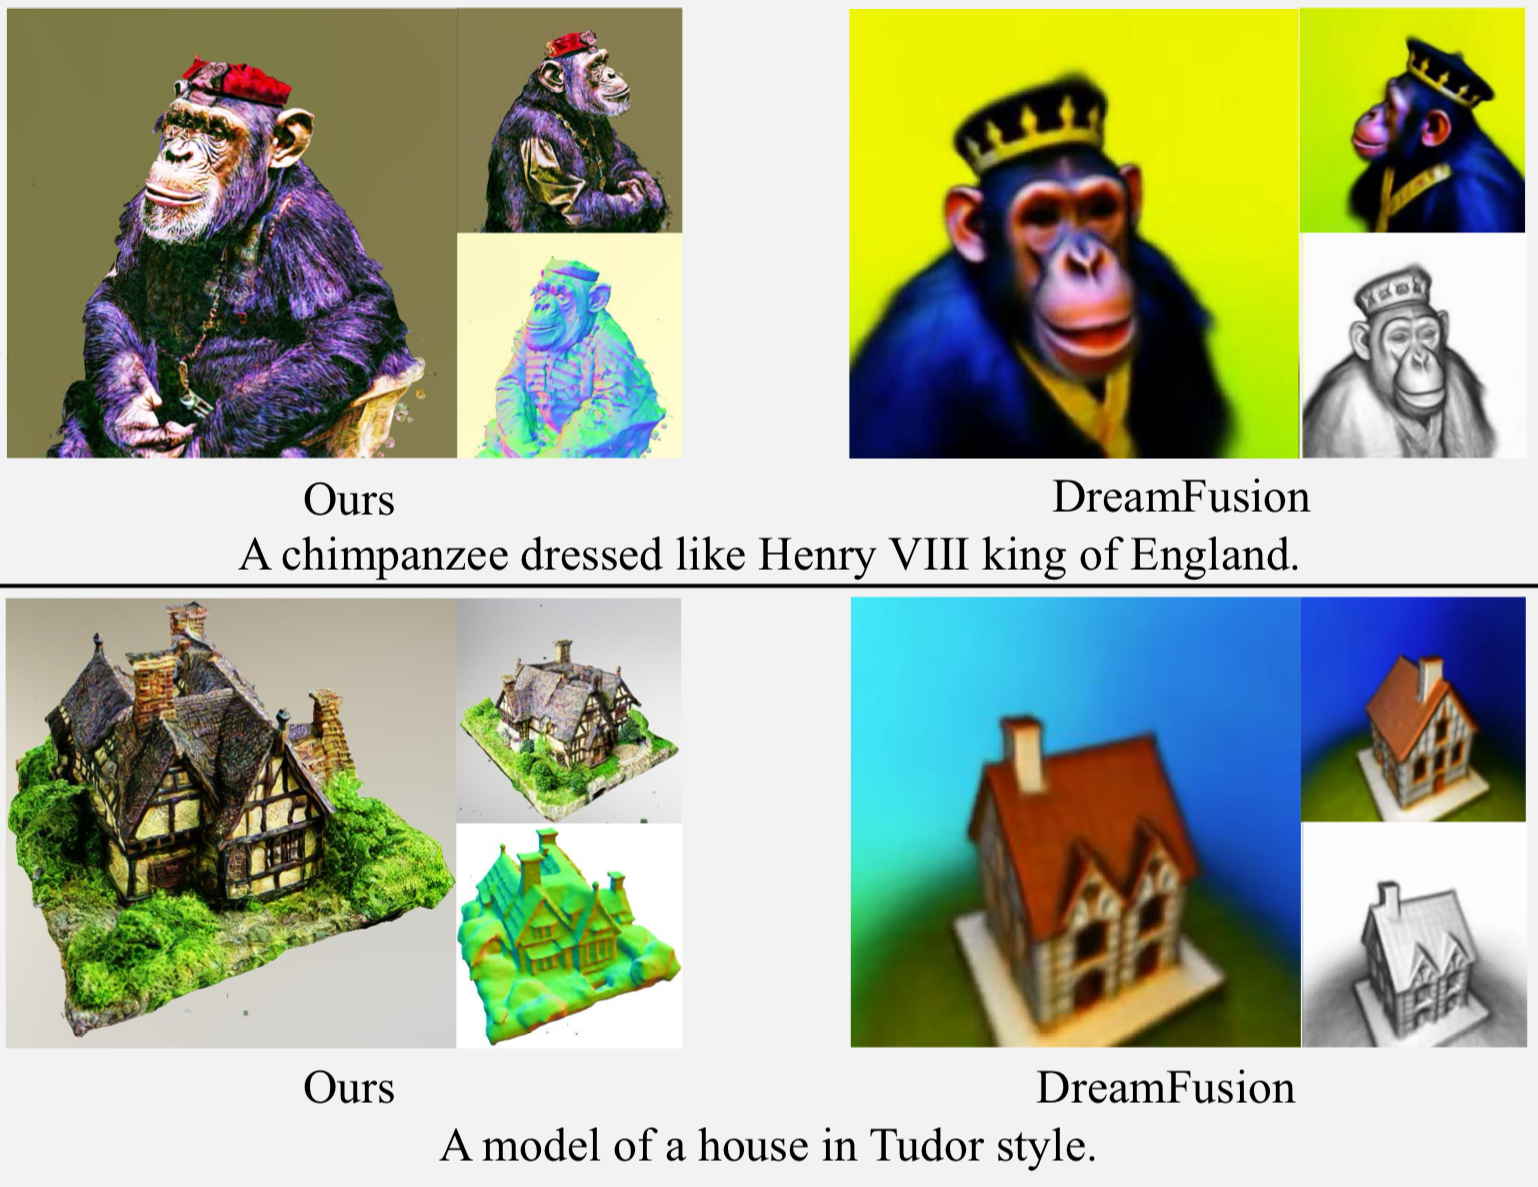 Ours
DreamFusion
A chimpanzee dressed like Henry VIII king of England.
Ours
DreamFusion
A model of a house in Tudor style.